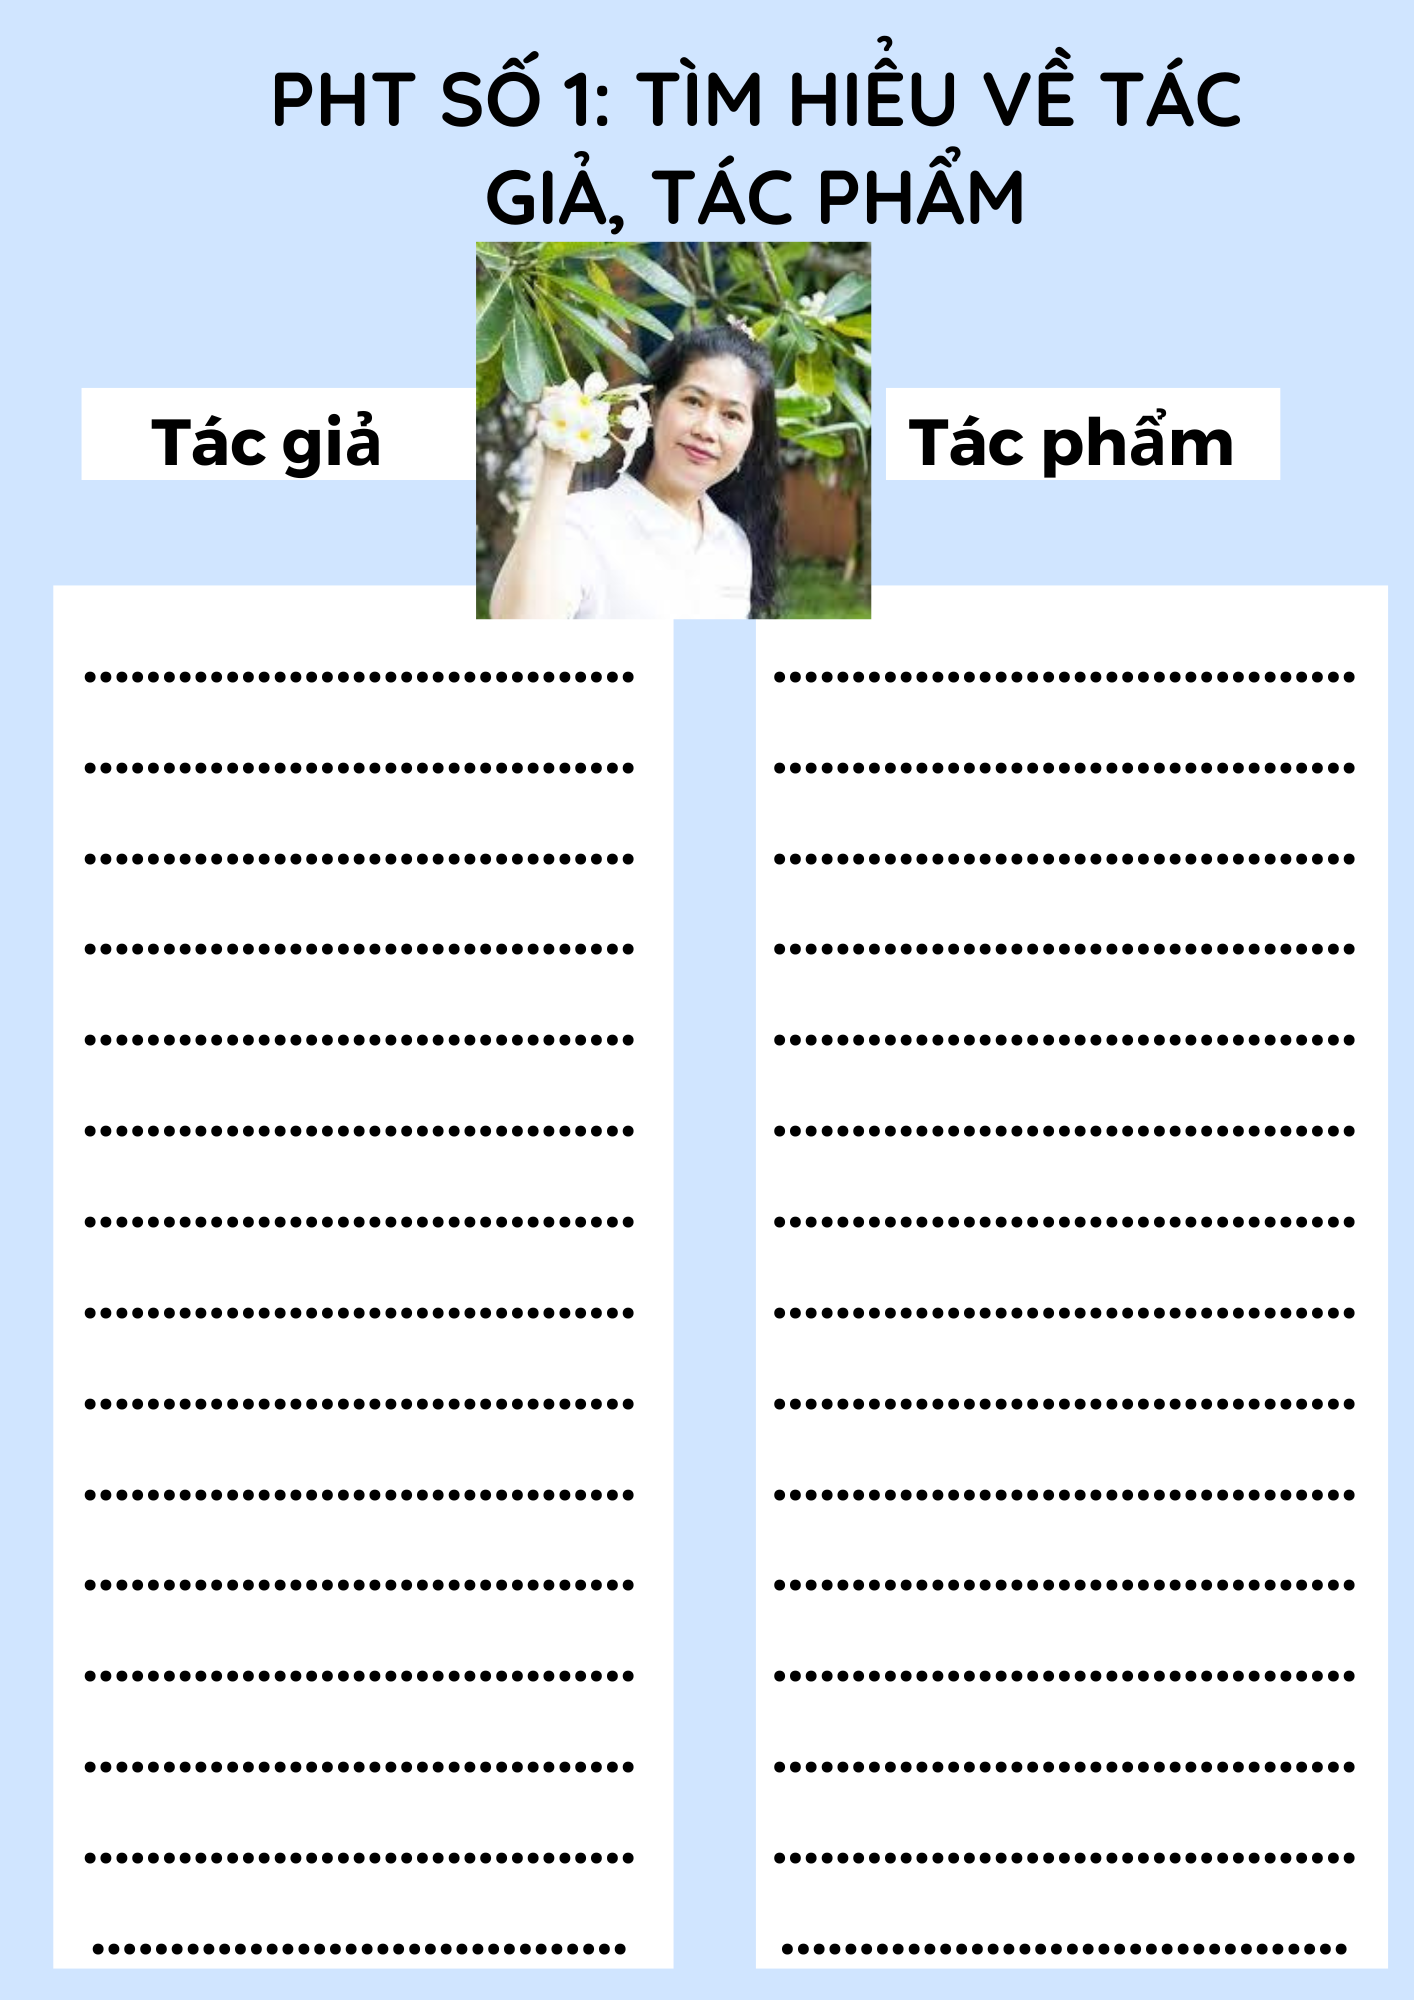 PHT SỐ 1: TÌM HIỂU VỀ TÁC
GIẢ, TÁC PHẨM
Tác giả
Tác phẩm